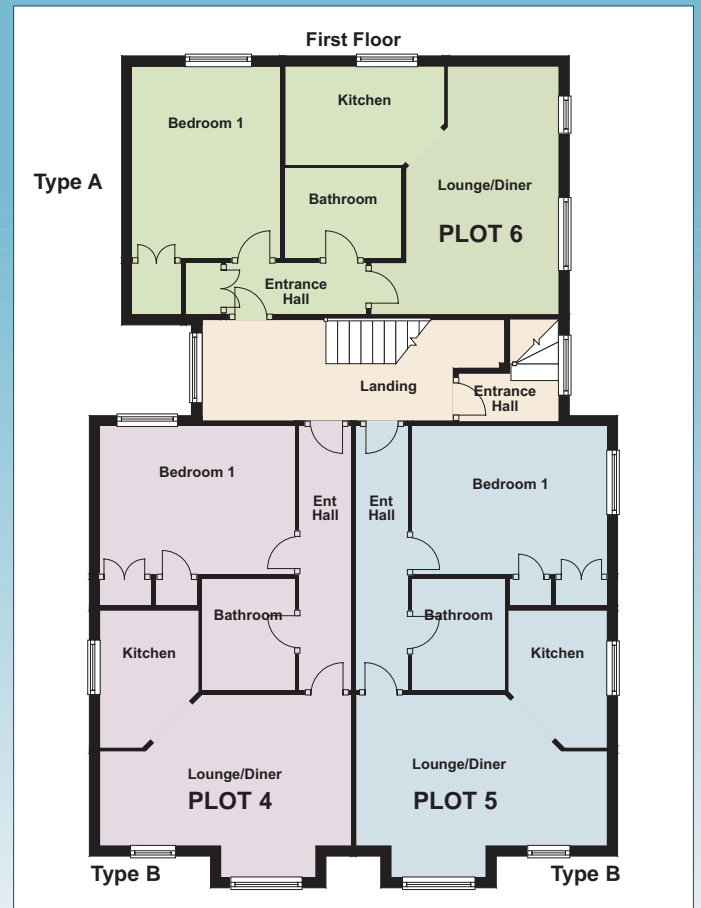 First Floor
Kitchen
Bedroom 1
Type A
Lounge/Diner
Bathroom
PLOT 6
Entrance
Hall
Landing
Entrance
Hall
Bedroom 1
Ent
Hall
Ent
Hall
Bedroom 1
Bathroom
Bathroom
Kitchen
Kitchen
Lounge/Diner
PLOT 4
Lounge/Diner
PLOT 5
Type B
Type B